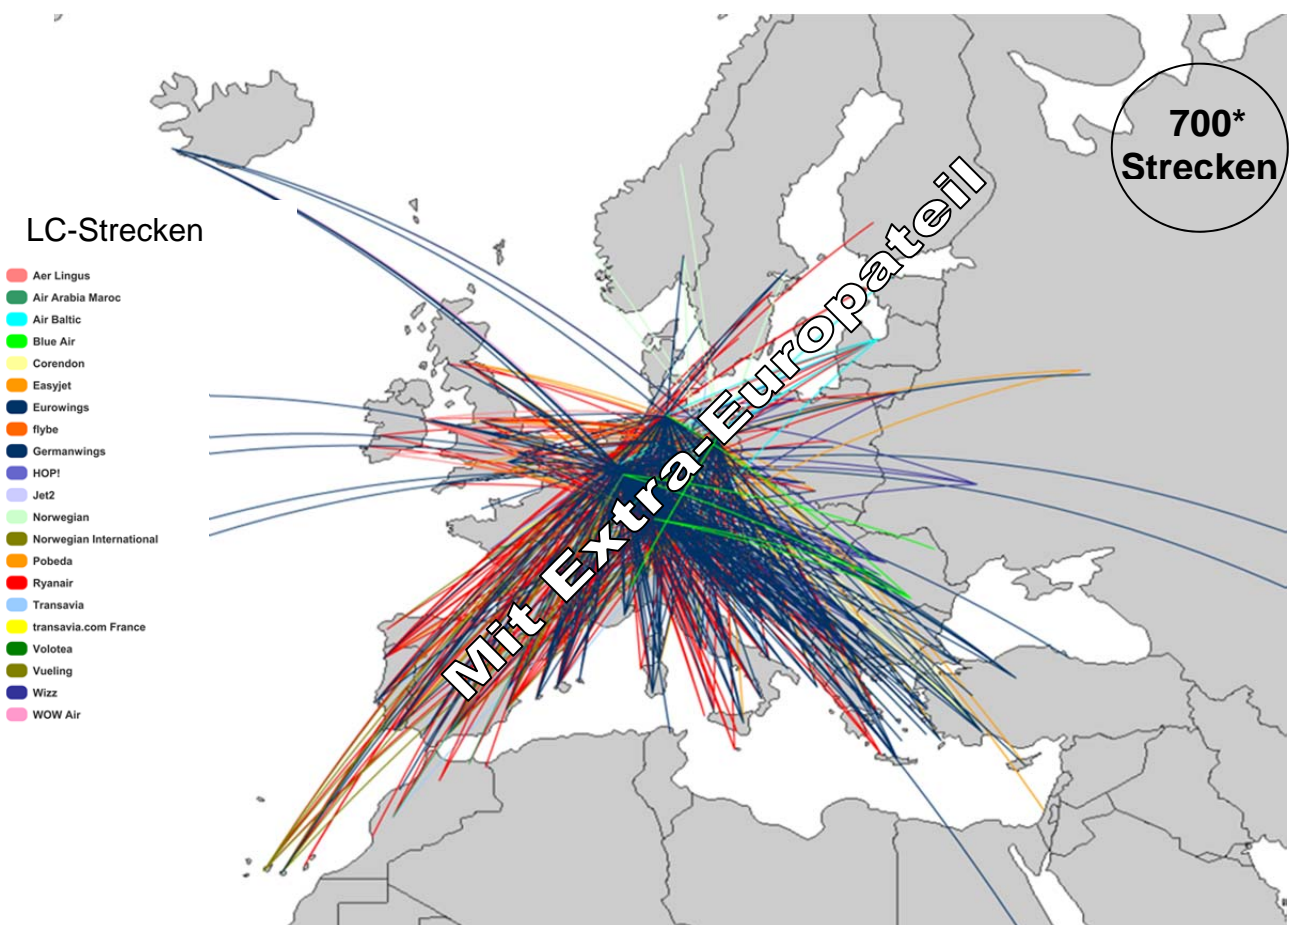 700*
Strecken
LC-Strecken
Aer Lingus
Air Arabia Maroc
Air Baltic
Blue Air
Corendon
Easyjet
Eurowings
flybe
Germanwings
HOP!
Jet2
Norwegian
Norwegian International
Pobeda
Ryanair
Transavia
transavia.com France
Volotea
Vueling
Wizz
WOW Air
Mit Extra-Europateil